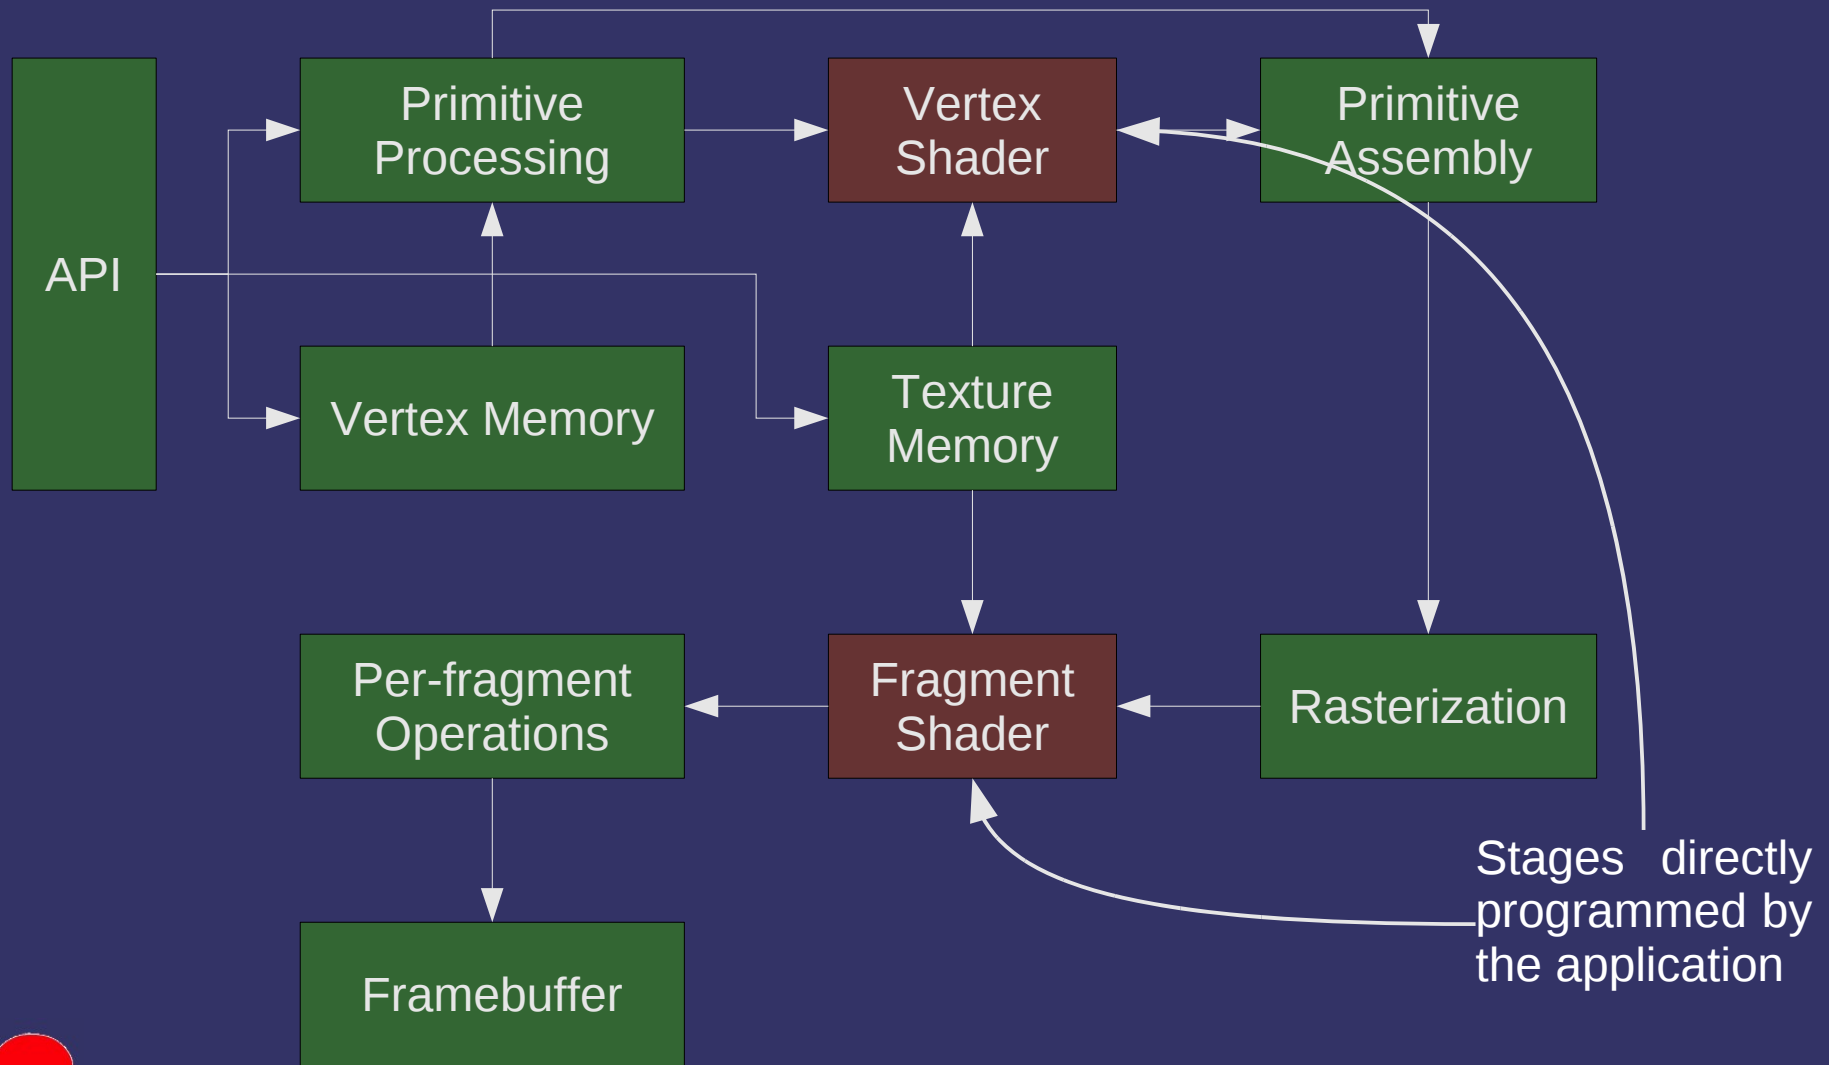 Primitive
Processing
Vertex
Shader
Primitive
Assembly
API
Vertex Memory
Texture
Memory
Per-fragment
Operations
Fragment
Shader
Rasterization
Stages directly
programmed by
the application
Framebuffer